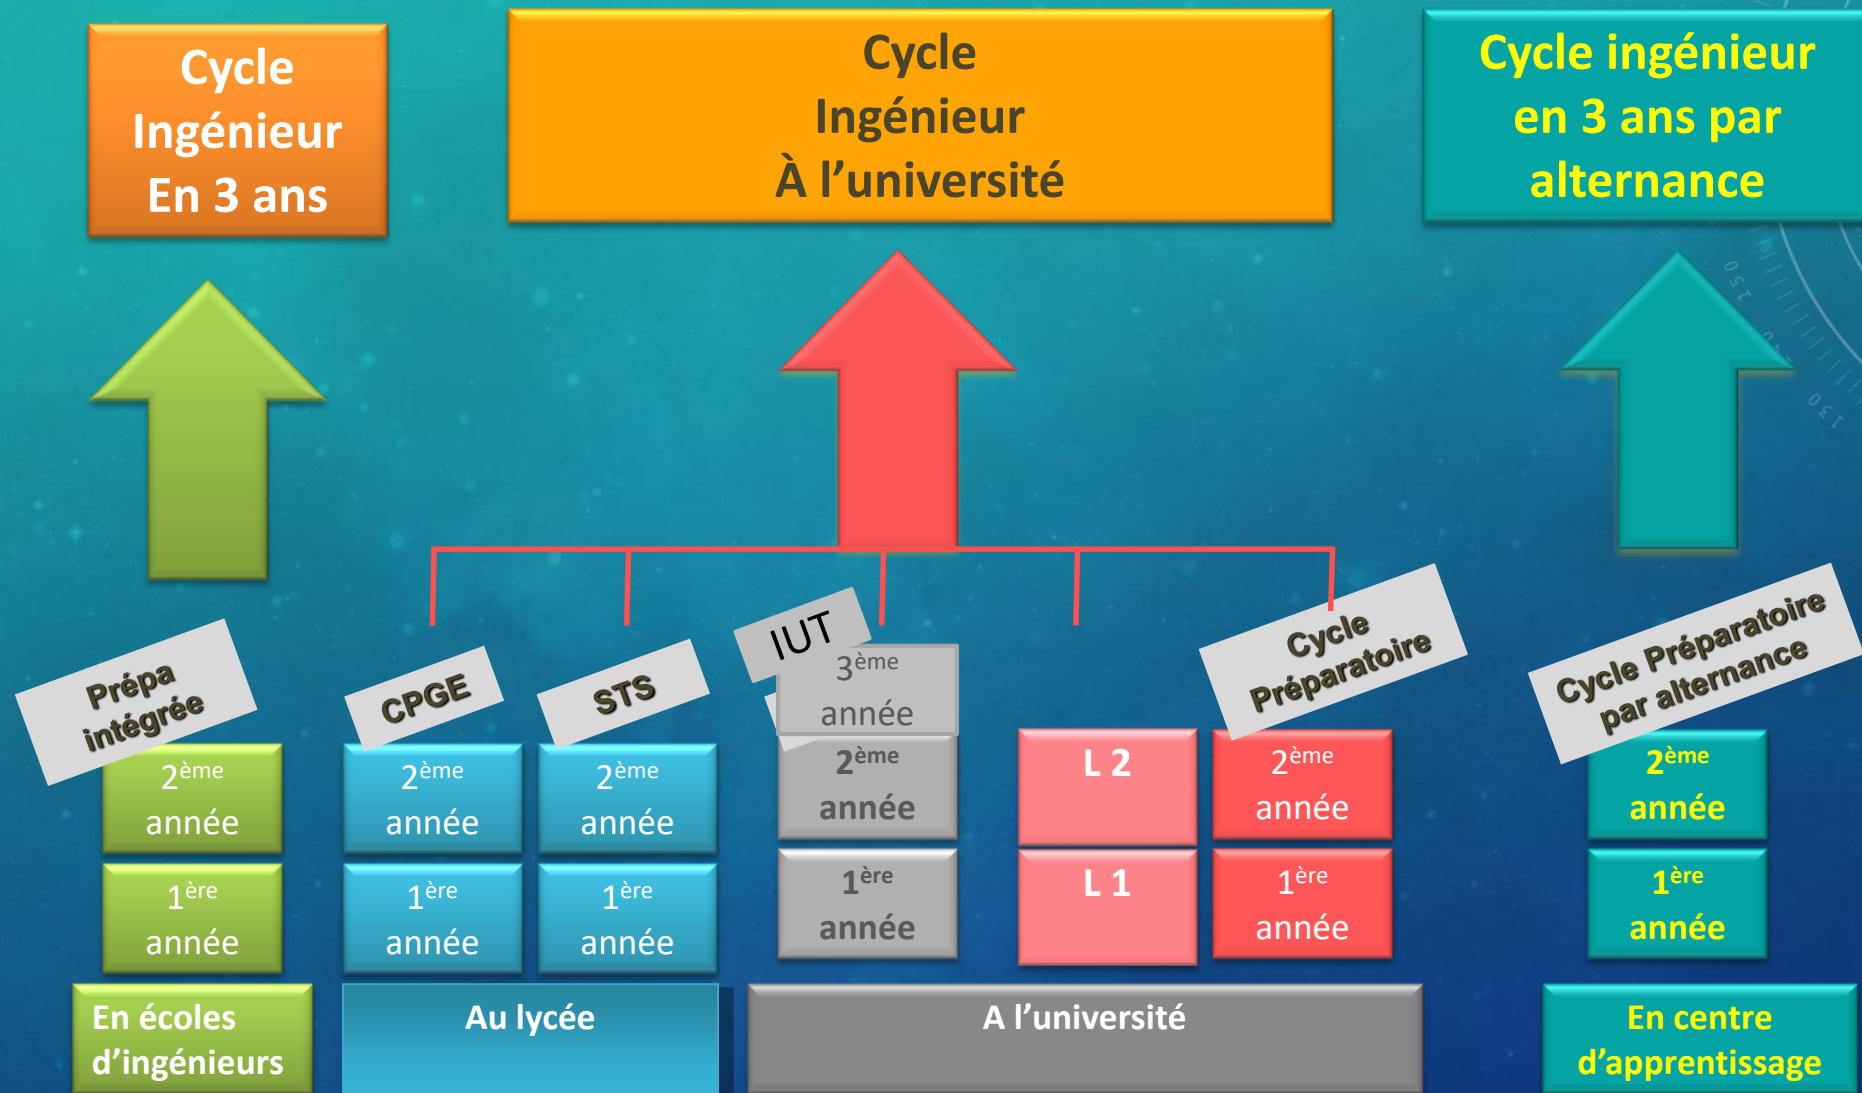 Cycle
Ingénieur
En 3 ans
Cycle
Ingénieur
À l’université
Cycle ingénieur
en 3 ans par
alternance
150
140
130
Prépa
intégrée
CPGE
STS
IUT
Cycle
Préparatoire
Cycle Préparatoire
par alternance
3ème
année
2ème
année
2ème
année
2ème
année
2ème
année
L 2
2ème
année
2ème
année
1ère
année
1ère
année
1ère
année
1ère
année
L 1
1ère
année
1ère
année
En écoles
d’ingénieurs
Au lycée
A l’université
En centre
d’apprentissage